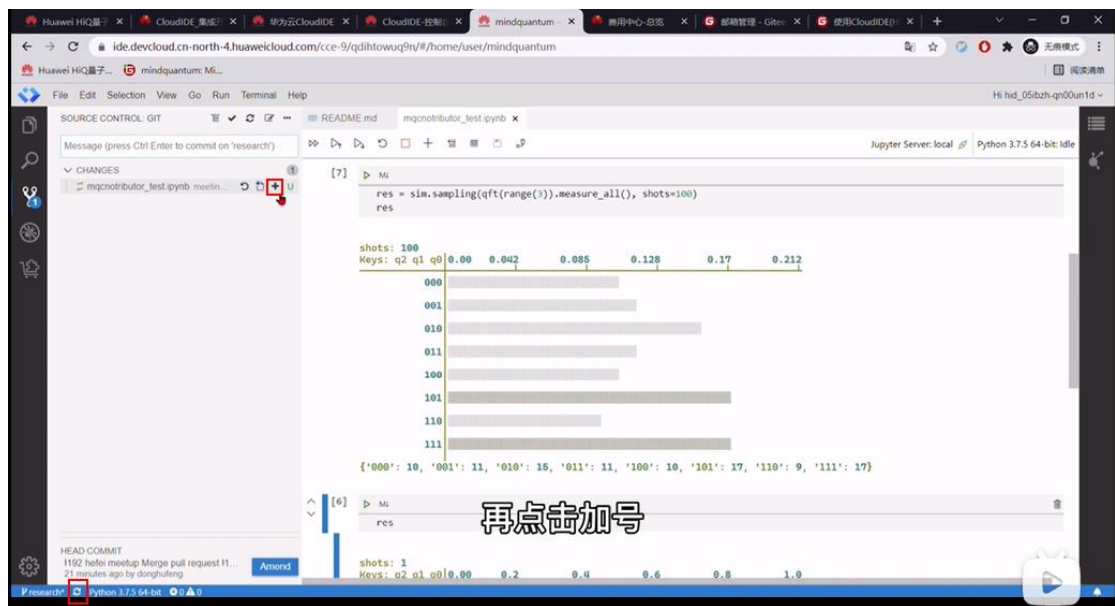 Huawei HiQ量子
CloudIDE_集成开
华为云CloudIDE
CloudIDE-控制台
mindquantum -
费用中心-总览
邮箱管理 - Gitee
使用CloudIDE(H
ide.devcloud.cn-north-4.huaweicloud.com/cce-9/qdihtowuq9n/#/home/user/mindquantum
无痕模式
Huawei HiQ量子...
mindquantum: Mi...
阅读清单
File Edit Selection View Go Run Terminal Help
Hi hid_05ibzh-qn00un1d
SOURCE CONTROL: GIT
README.md
mqcnotributor_test.ipynb
Message (press Ctrl Enter to commit on 'research')
Jupyter Server: local
Python 3.7.5 64-bit: Idle
CHANGES
1
mqcnotributor_test.ipynb meetin...
U
[7]
res = sim.sampling(qft(range(3)).measure_all(), shots=100)
res
shots: 100
Keys: q2 q1 q0|0.00 0.042 0.085 0.128 0.17 0.212
000
001
010
011
100
101
110
111
{'000': 10, '001': 11, '010': 15, '011': 11, '100': 10, '101': 17, '110': 9, '111': 17}
[6]
res
再点击加号
HEAD COMMIT
!192 hefei meetup Merge pull request !1...
21 minutes ago by donghufeng
Amend
shots: 1
Keys: q2 q1 q0|0.00 0.2 0.4 0.6 0.8 1.0
research*
Python 3.7.5 64-bit
0
0